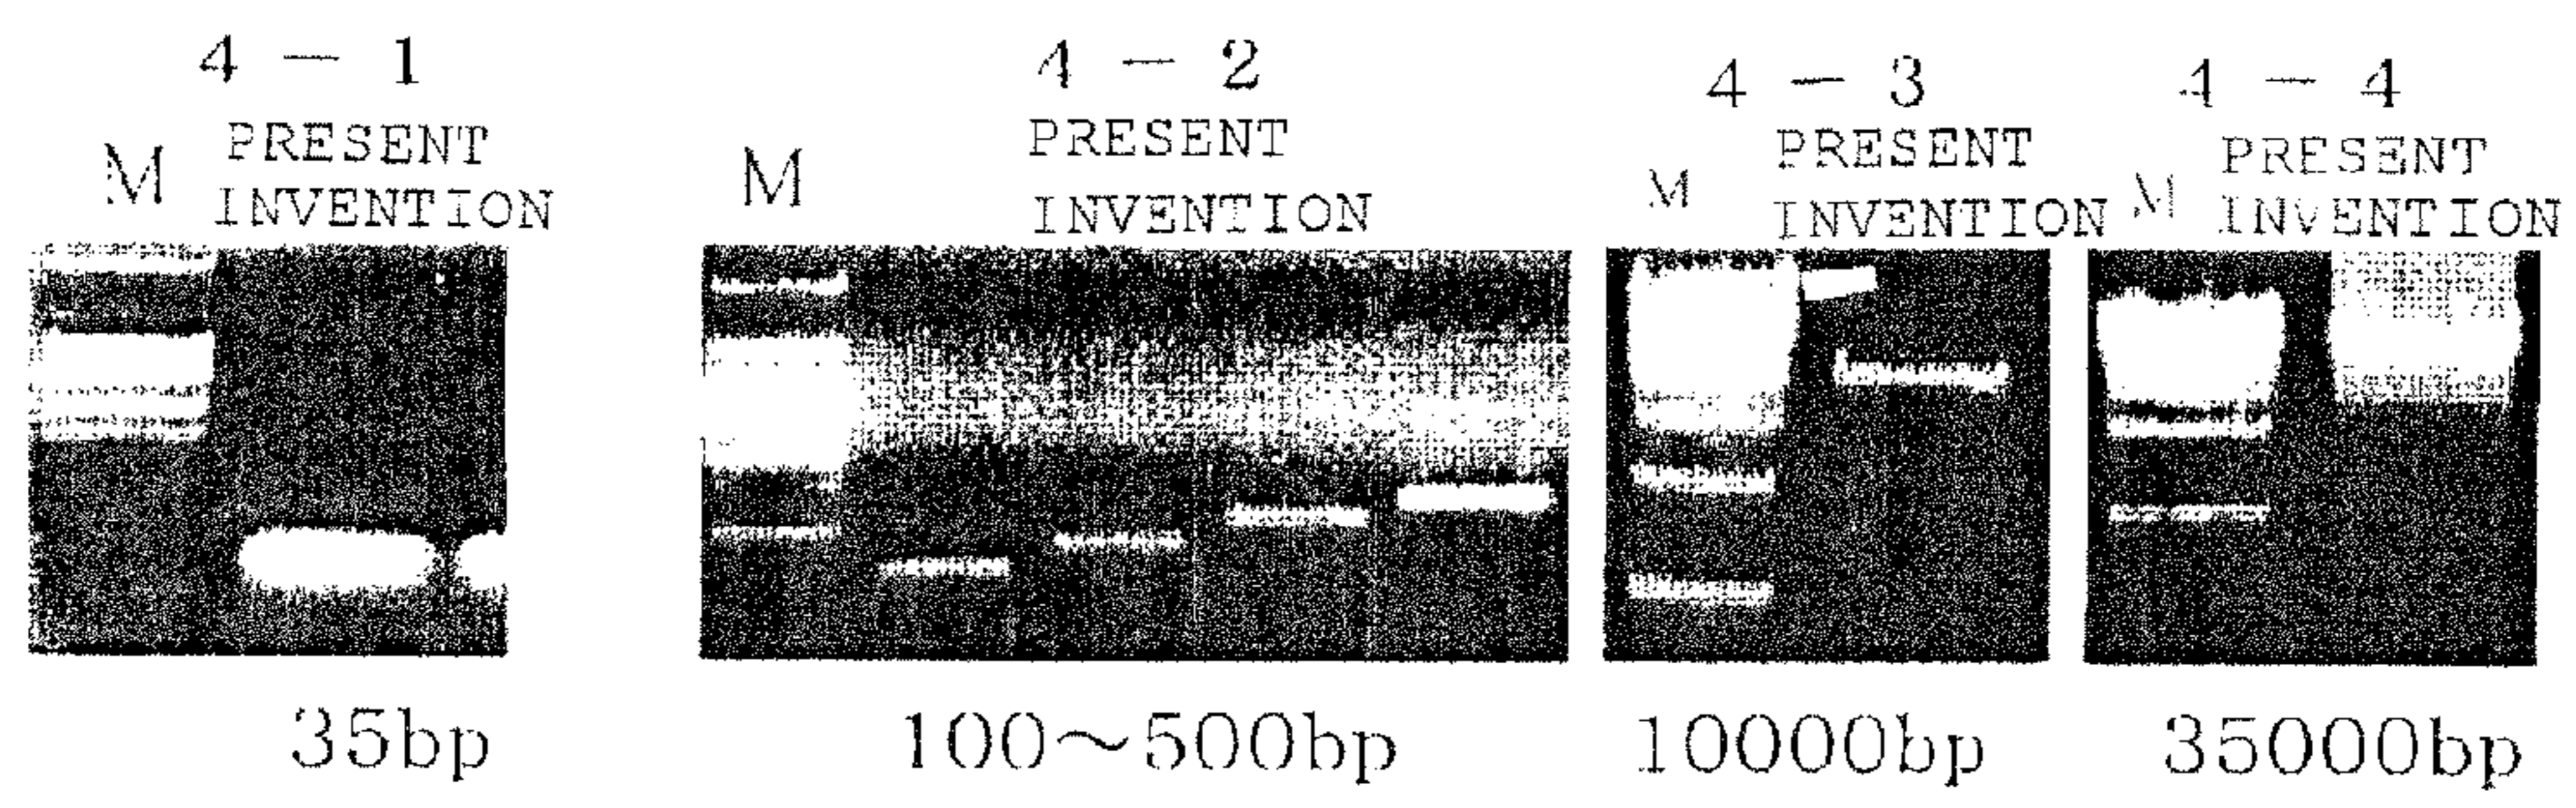 4 - 1
M PRESENT
INVENTION
35bp
4 - 2
M PRESENT
INVENTION
100~500bp
4 - 3
M PRESENT
INVENTION
10000bp
4 - 4
M PRESENT
INVENTION
35000bp